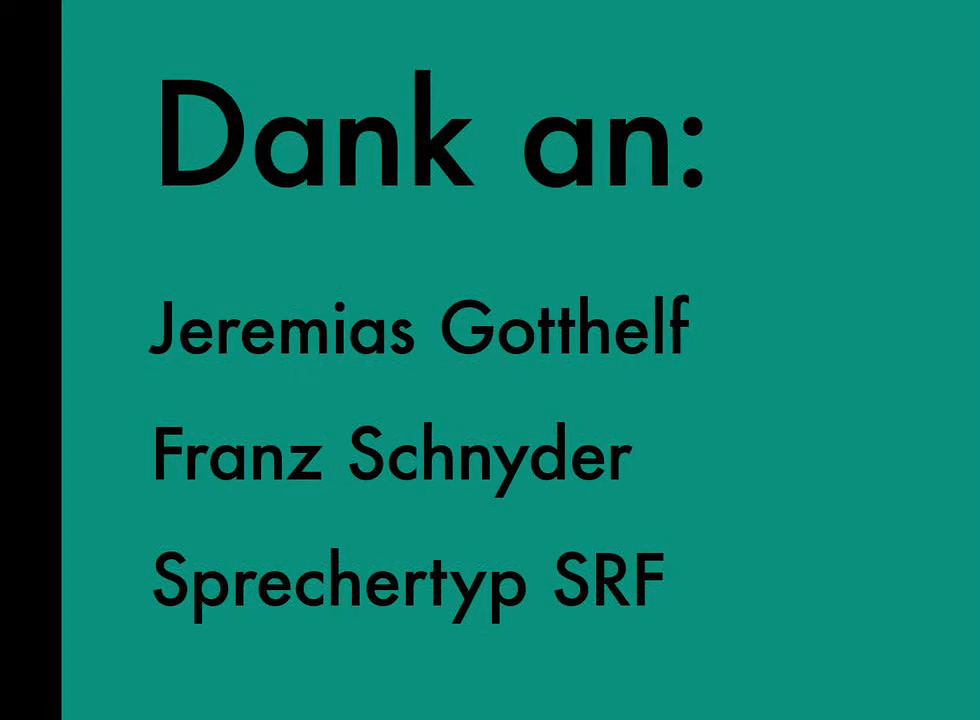 Dank an:
Jeremias Gotthelf
Franz Schnyder
Sprechertyp SRF